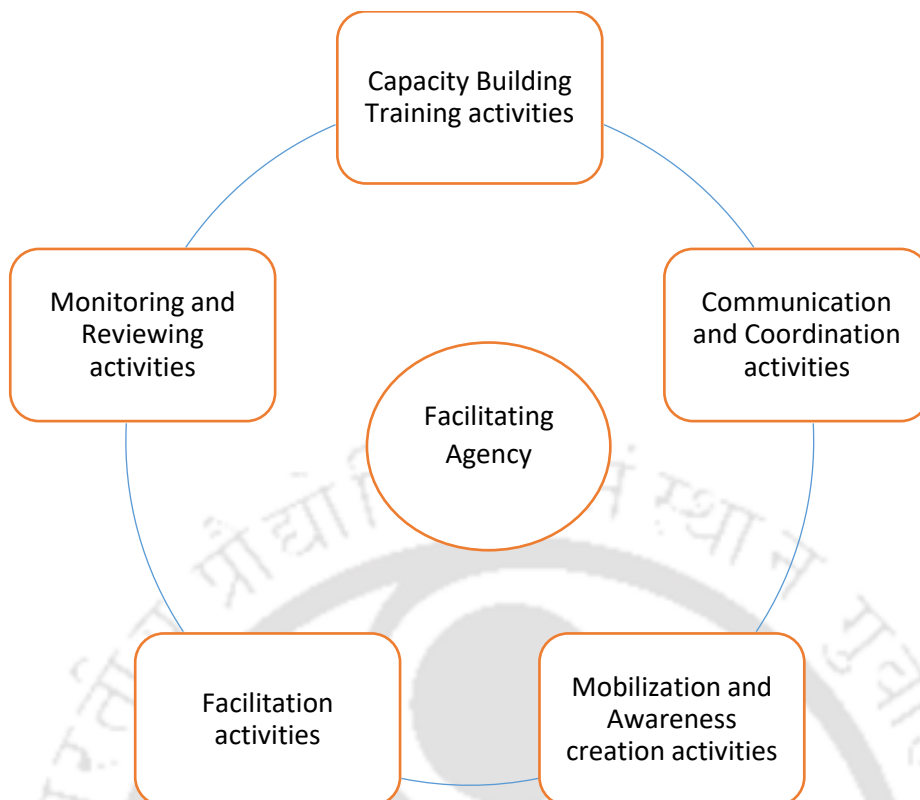 Capacity Building
Training activities
Monitoring and
Reviewing
activities
Communication
and Coordination
activities
Facilitating
Agency
Facilitation
activities
Mobilization and
Awareness
creation activities